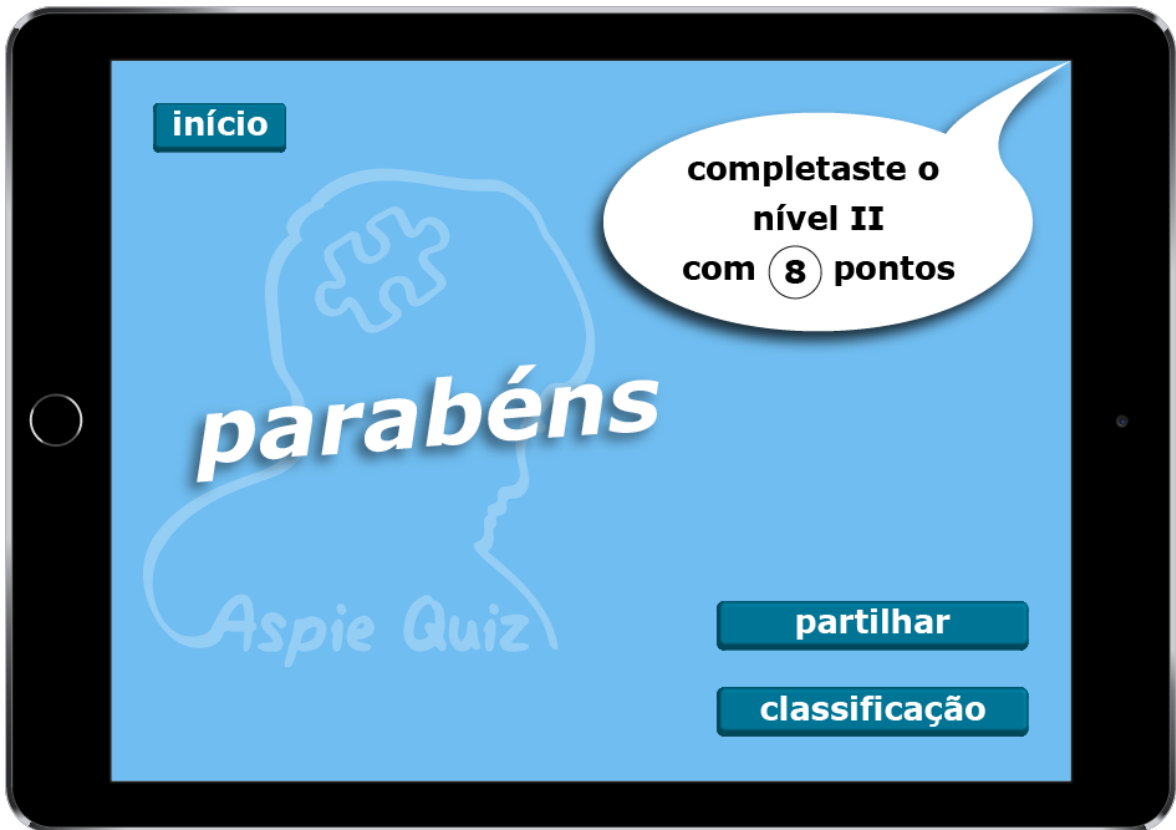 início
completaste o
nível II
com 8 pontos
parabéns
Aspie Quiz
partilhar
classificação